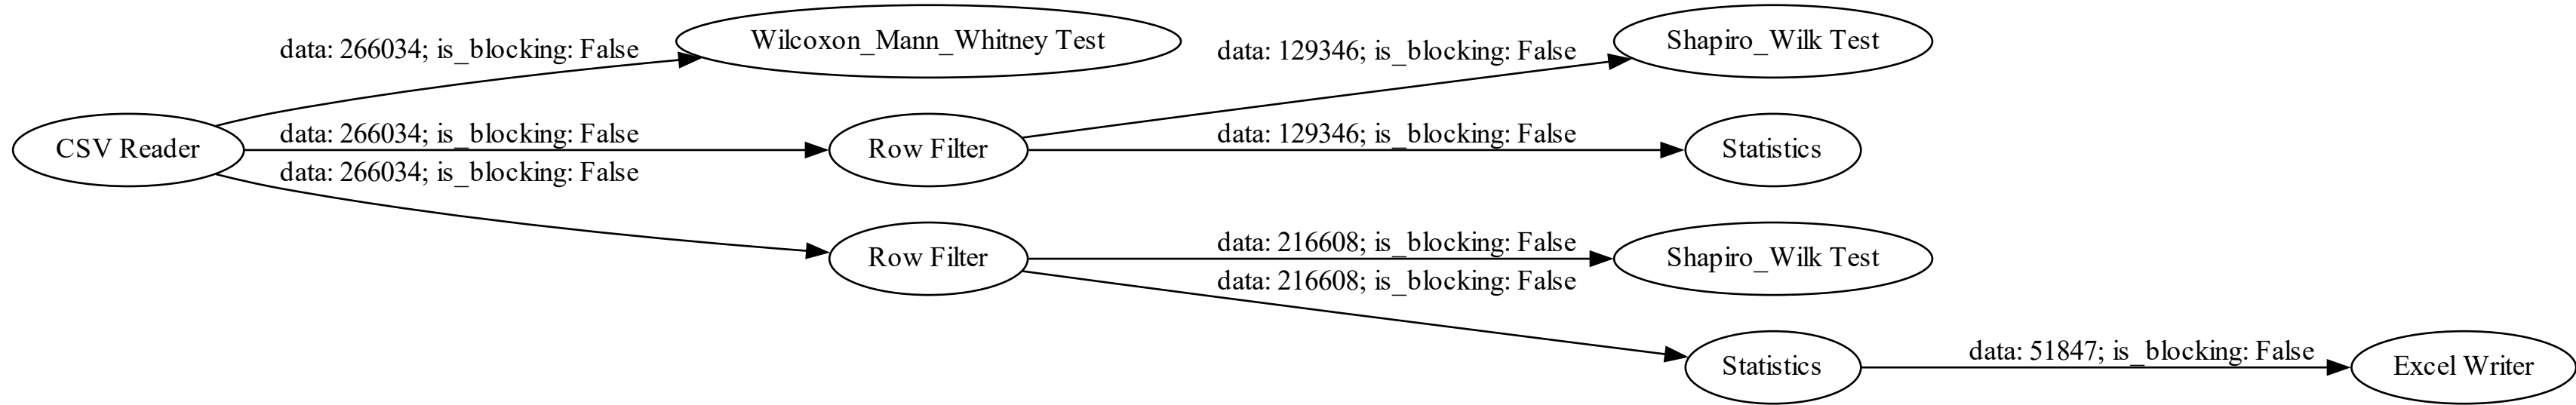 Wilcoxon_Mann_Whitney Test
Shapiro_Wilk Test
data: 266034; is_blocking: False
data: 129346; is_blocking: False
CSV Reader
data: 266034; is_blocking: False
Row Filter
data: 129346; is_blocking: False
Statistics
data: 266034; is_blocking: False
Row Filter
data: 216608; is_blocking: False
Shapiro_Wilk Test
data: 216608; is_blocking: False
Statistics
data: 51847; is_blocking: False
Excel Writer